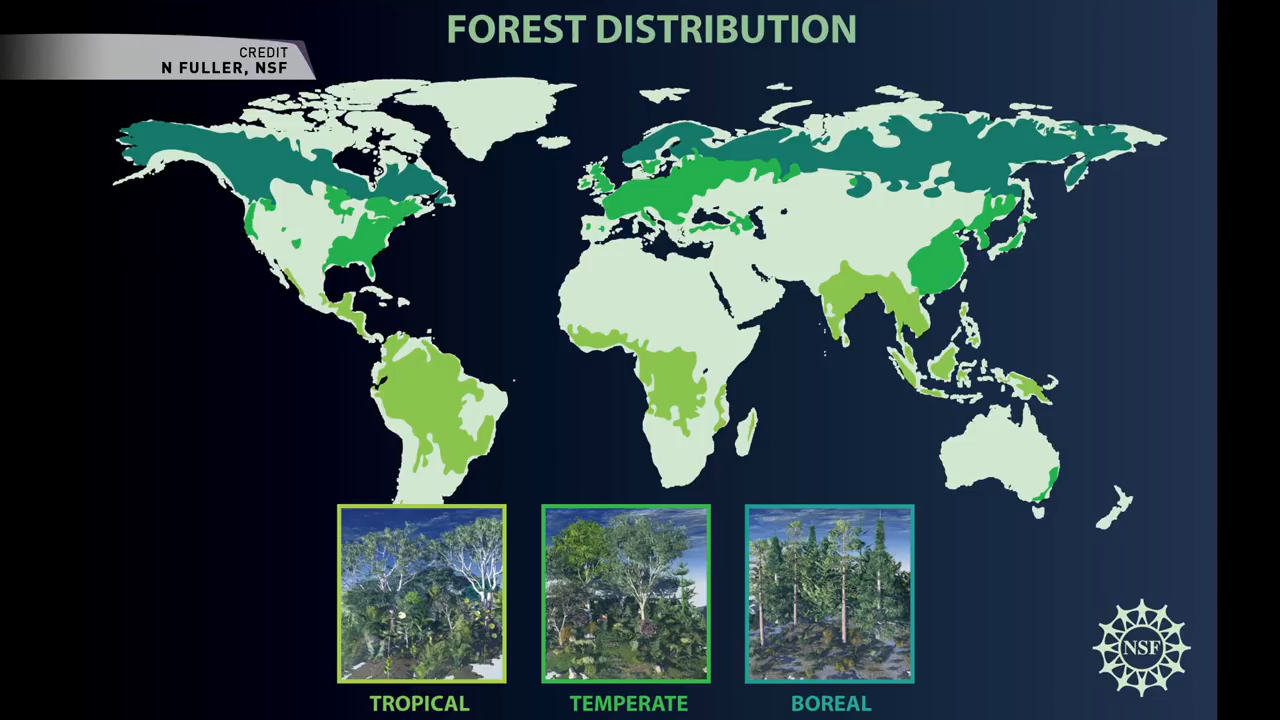 FOREST DISTRIBUTION
CREDIT
N FULLER, NSF
NSF
TROPICAL
TEMPERATE
BOREAL